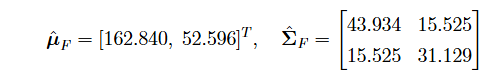 μ̂_F = [162.840, 52.596]^T, Σ̂_F = [43.934 15.525
15.525 31.129]